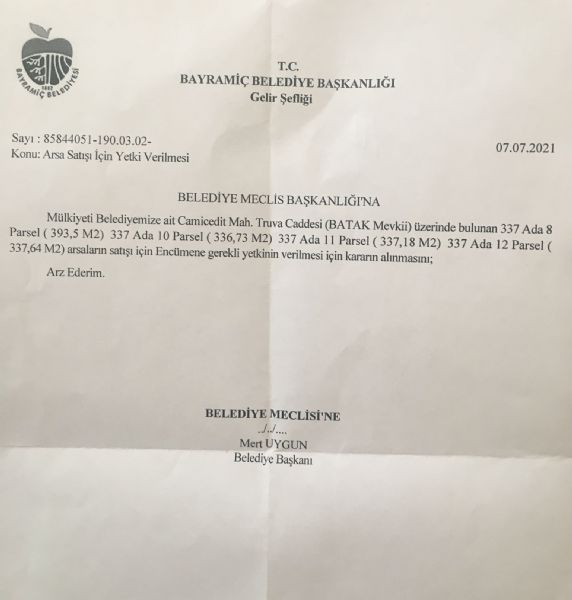 1882
BAYRAMİÇ BELEDİYESİ
T.C.
BAYRAMİÇ BELEDİYE BAŞKANLIĞI
Gelir Şefliği
Sayı : 85844051-190.03.02-
07.07.2021
Konu: Arsa Satışı İçin Yetki Verilmesi
BELEDİYE MECLİS BAŞKANLIĞI'NA
Mülkiyeti Belediyemize ait Camicedit Mah. Truva Caddesi (BATAK Mevkii) üzerinde bulunan 337 Ada 8
Parsel ( 393,5 M2) 337 Ada 10 Parsel ( 336,73 M2) 337 Ada 11 Parsel ( 337,18 M2) 337 Ada 12 Parsel (
337,64 M2) arsaların satışı için Encümene gerekli yetkinin verilmesi için kararın alınmasını;
Arz Ederim.
BELEDİYE MECLİSİ'NE
../../....
Mert UYGUN
Belediye Başkanı